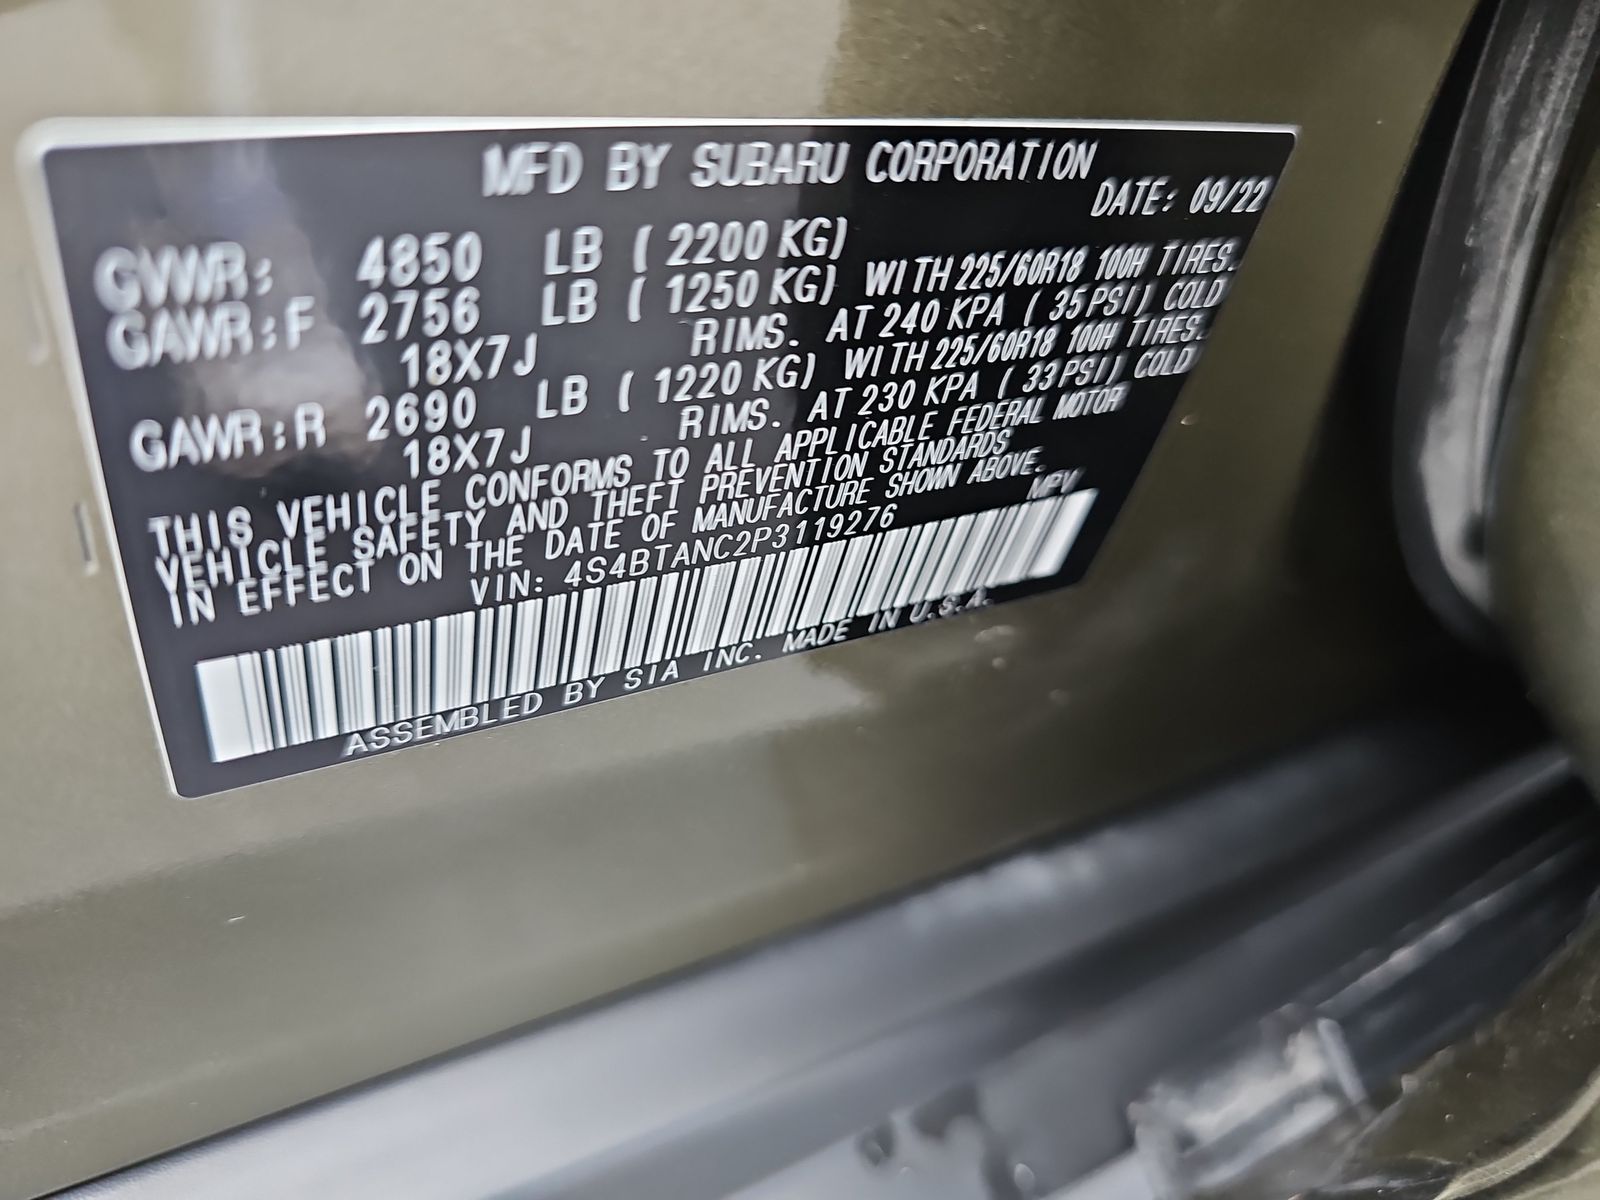 MFD BY SUBARU CORPORATION
DATE: 09/22
GVWR: 4850 LB ( 2200 KG)
GAWR:F 2756 LB ( 1250 KG) WITH 225/60R18 100H TIRES.
18X7J RIMS. AT 240 KPA ( 35PSI) COLD
GAWR:R 2690 LB ( 1220 KG) WITH 225/60R18 100H TIRES.
18X7J RIMS. AT 230 KPA ( 33PSI) COLD
THIS VEHICLE CONFORMS TO ALL APPLICABLE FEDERAL MOTOR
VEHICLE SAFETY AND THEFT PREVENTION STANDARDS
IN EFFECT ON THE DATE OF MANUFACTURE SHOWN ABOVE.
VIN: 4S4BTANC2P3119276 MPV
ASSEMBLED BY SIA INC. MADE IN U.S.A.